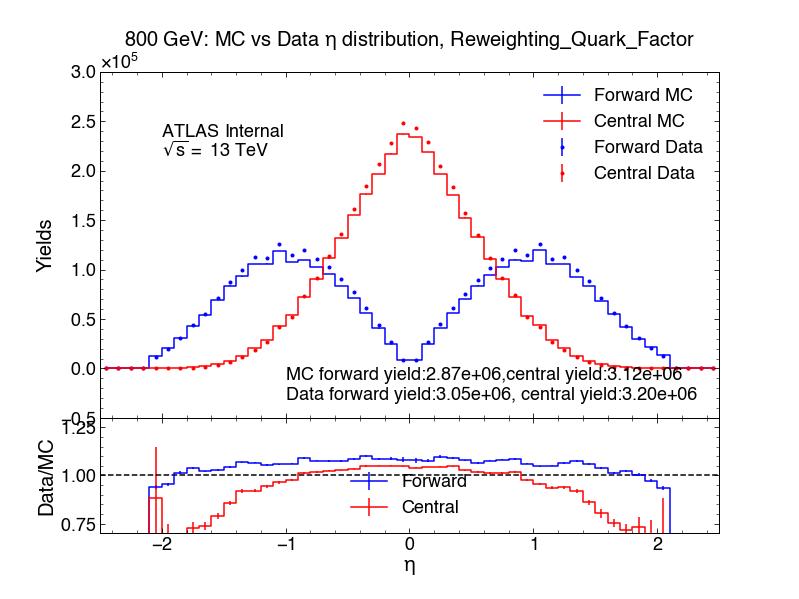 800 GeV: MC vs Data η distribution, Reweighting_Quark_Factor
×10⁵
3.0
2.5
2.0
1.5
1.0
0.5
0.0
−0.5
Yields
ATLAS Internal
√s = 13 TeV
Forward MC
Central MC
Forward Data
Central Data
MC forward yield:2.87e+06,central yield:3.12e+06
Data forward yield:3.05e+06, central yield:3.20e+06
1.25
1.00
0.75
Data/MC
Forward
Central
−2 −1 0 1 2
η